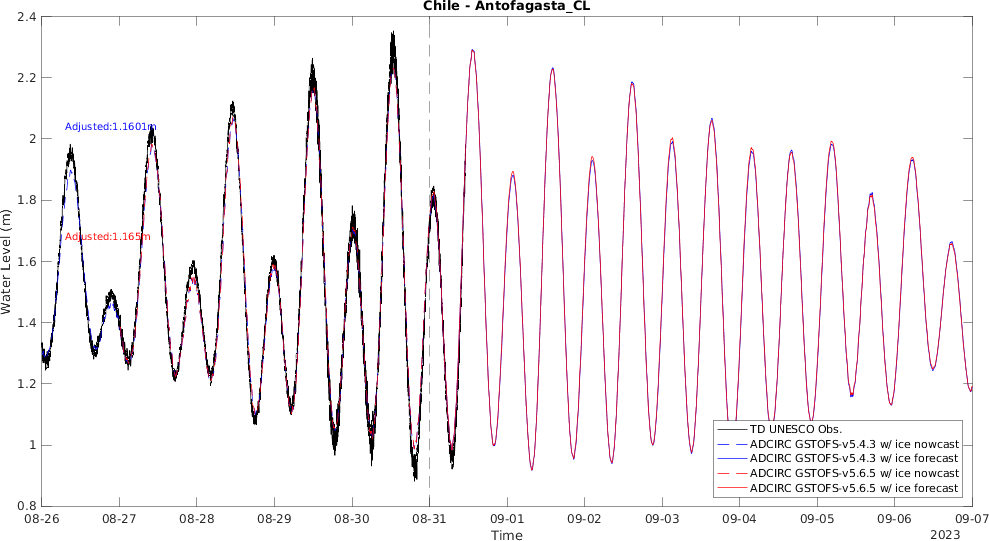 Chile - Antofagasta_CL
2.4
2.2
2
1.8
1.6
1.4
1.2
1
0.8
Water Level (m)
Adjusted:1.1601m
Adjusted:1.165m
TD UNESCO Obs.
ADCIRC GSTOFS-v5.4.3 w/ ice nowcast
ADCIRC GSTOFS-v5.4.3 w/ ice forecast
ADCIRC GSTOFS-v5.6.5 w/ ice nowcast
ADCIRC GSTOFS-v5.6.5 w/ ice forecast
08-26 08-27 08-28 08-29 08-30 08-31 09-01 09-02 09-03 09-04 09-05 09-06 09-07
Time
2023